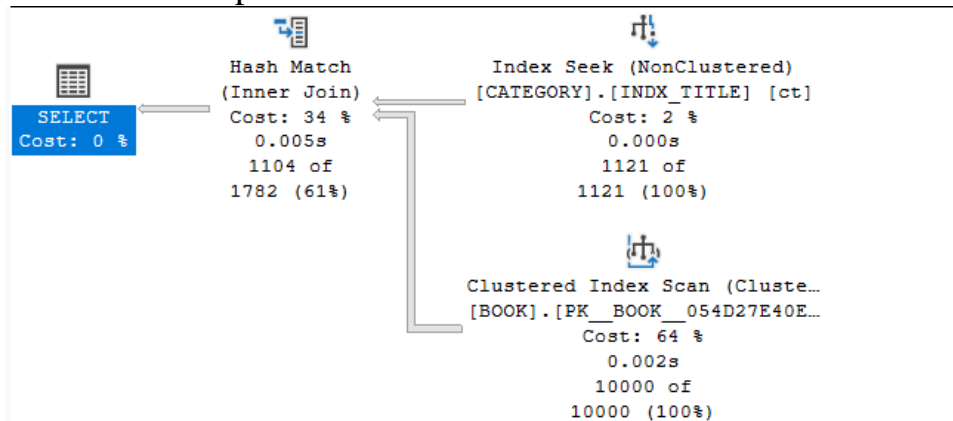 SELECT
Cost: 0 %
Hash Match
(Inner Join)
Cost: 34 %
0.005s
1104 of
1782 (61%)
Index Seek (NonClustered)
[CATEGORY].[INDX_TITLE] [ct]
Cost: 2 %
0.000s
1121 of
1121 (100%)
Clustered Index Scan (Cluste…
[BOOK].[PK__BOOK__054D27E40E…
Cost: 64 %
0.002s
10000 of
10000 (100%)